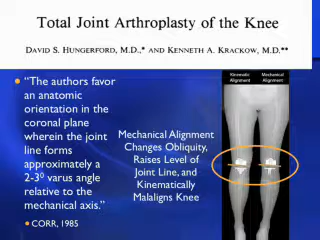 Total Joint Arthroplasty of the Knee
DAVID S. HUNGERFORD, M.D.,* AND KENNETH A. KRACKOW, M.D.**
“The authors favor
an anatomic
orientation in the
coronal plane
wherein the joint
line forms
approximately a
2-3⁰ varus angle
relative to the
mechanical axis.”
CORR, 1985
Mechanical Alignment
Changes Obliquity,
Raises Level of
Joint Line, and
Kinematically
Malaligns Knee
Kinematic Mechanical
Alignment Alignment